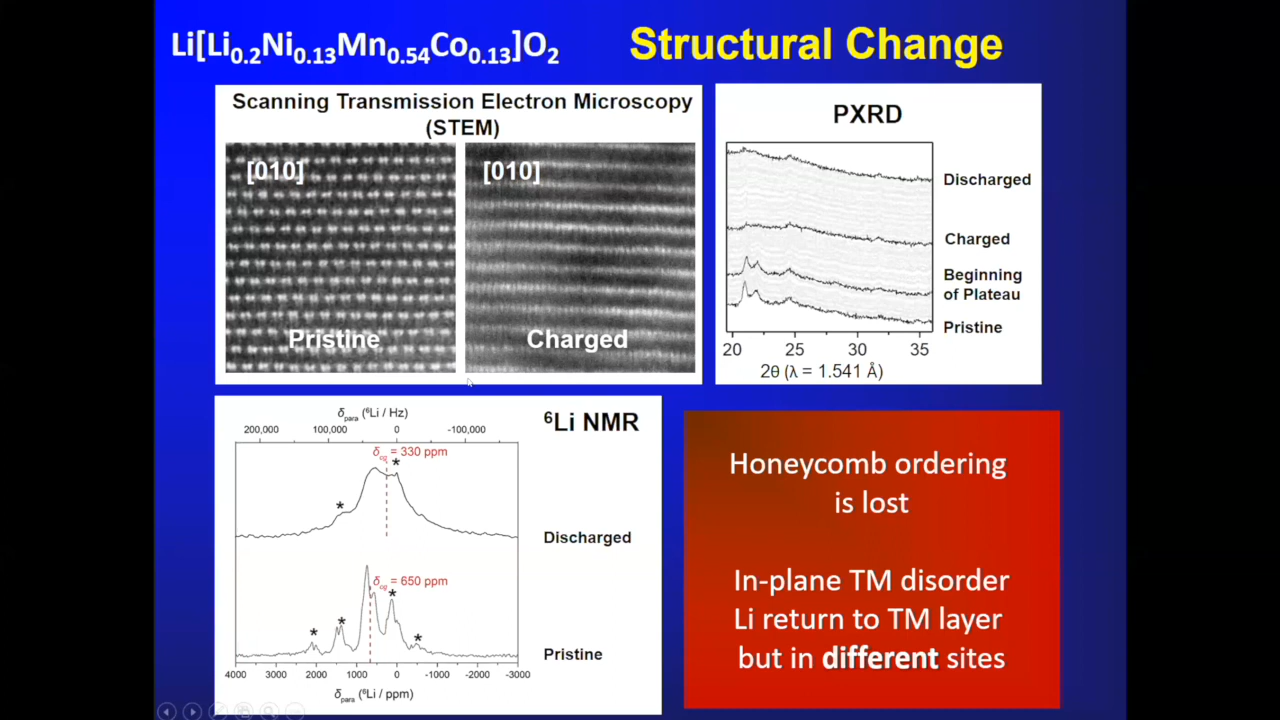 Li[Li0.2Ni0.13Mn0.54Co0.13]O2
Structural Change
Scanning Transmission Electron Microscopy
(STEM)
[010]
Pristine
[010]
Charged
PXRD
Discharged
Charged
Beginning
of Plateau
Pristine
20 25 30 35
2θ (λ = 1.541 Å)
δpara (6Li / Hz)
200,000 100,000 0 -100,000
6Li NMR
δcg = 330 ppm
*
*
Discharged
δcg = 650 ppm
*
*
*
*
Pristine
4000 3000 2000 1000 0 -1000 -2000 -3000
δpara (6Li / ppm)
Honeycomb ordering
is lost
In-plane TM disorder
Li return to TM layer
but in different sites